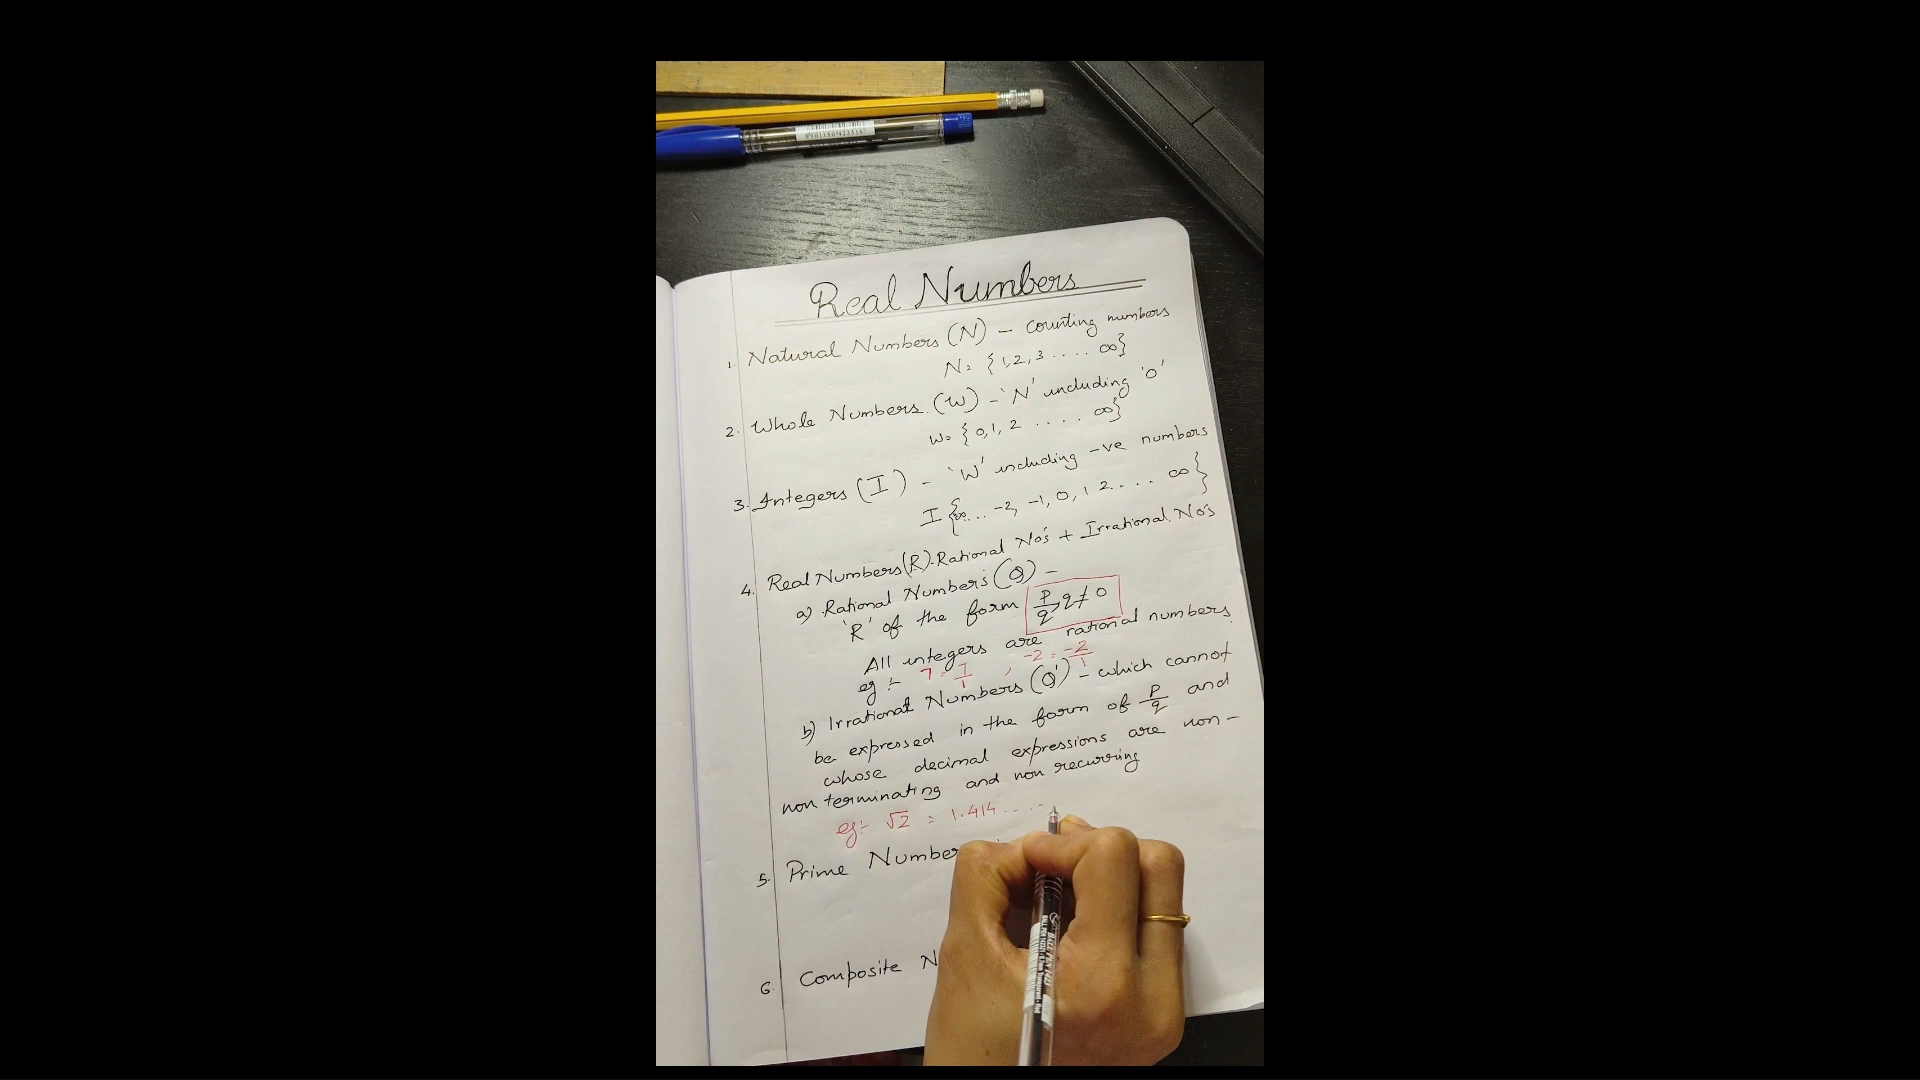 Real Numbers
1. Natural Numbers (N) - Counting numbers
N = {1, 2, 3 .... ∞}
2. Whole Numbers (W) - 'N' including '0'
W = {0, 1, 2 .... ∞}
3. Integers (I) - 'W' including -ve numbers
I {∞... -2, -1, 0, 1 2.... ∞}
4. Real Numbers (R). Rational No's + Irrational No's
a) Rational Numbers (Q) -
'R' of the form p/q, q≠0
All integers are rational numbers
eg :- 7 = 7/1 , -2 = -2/1
b) Irrational Numbers (Q') - which cannot
be expressed in the form of p/q and
whose decimal expressions are non-
non terminating and non recurring
eg:- √2 = 1.414....
5. Prime Number
6. Composite N